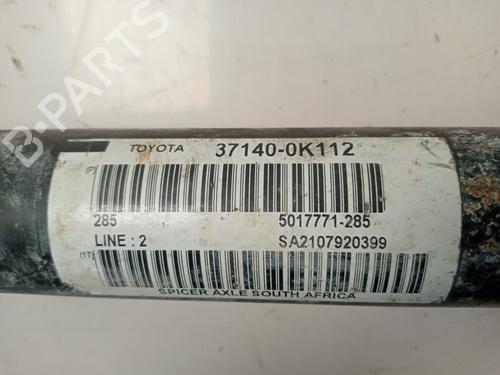 TOYOTA 37140-0K112
(P)
285 5017771-285
LINE : 2 SA2107920399
(1T)
SPICER AXLE SOUTH AFRICA
B-PARTS